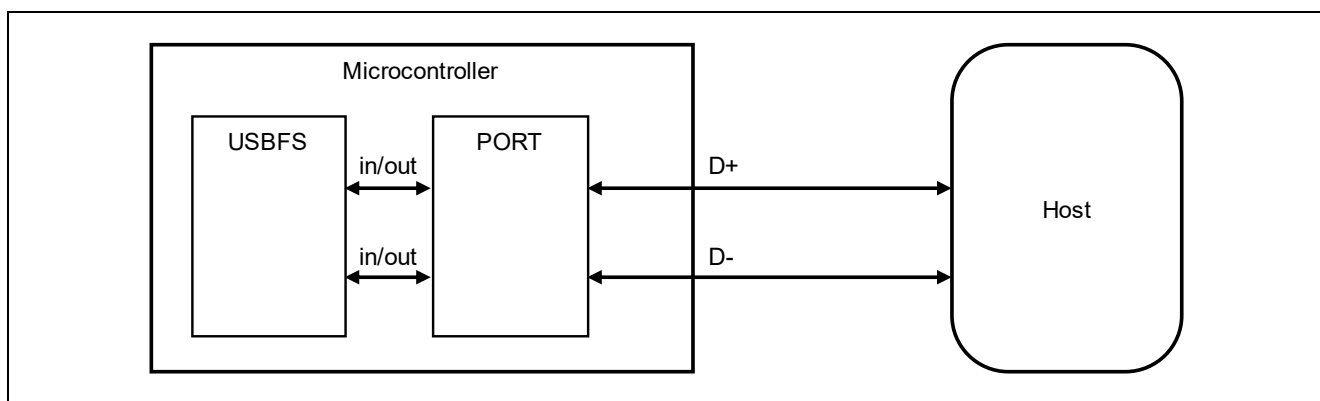 Microcontroller
USBFS
PORT
in/out
D+
in/out
D-
Host